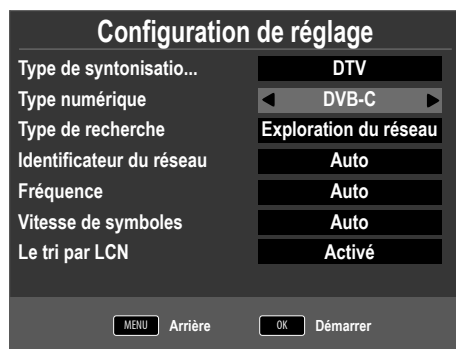 Configuration de réglage
Type de syntonisatio... DTV
Type numérique DVB-C
Type de recherche Exploration du réseau
Identificateur du réseau Auto
Fréquence Auto
Vitesse de symboles Auto
Le tri par LCN Activé
MENU Arrière OK Démarrer